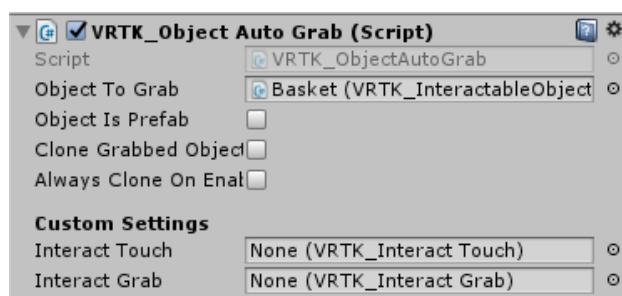 VRTK_Object Auto Grab (Script)
Script VRTK_ObjectAutoGrab
Object To Grab Basket (VRTK_InteractableObject
Object Is Prefab
Clone Grabbed Object
Always Clone On Enal
Custom Settings
Interact Touch None (VRTK_Interact Touch)
Interact Grab None (VRTK_Interact Grab)